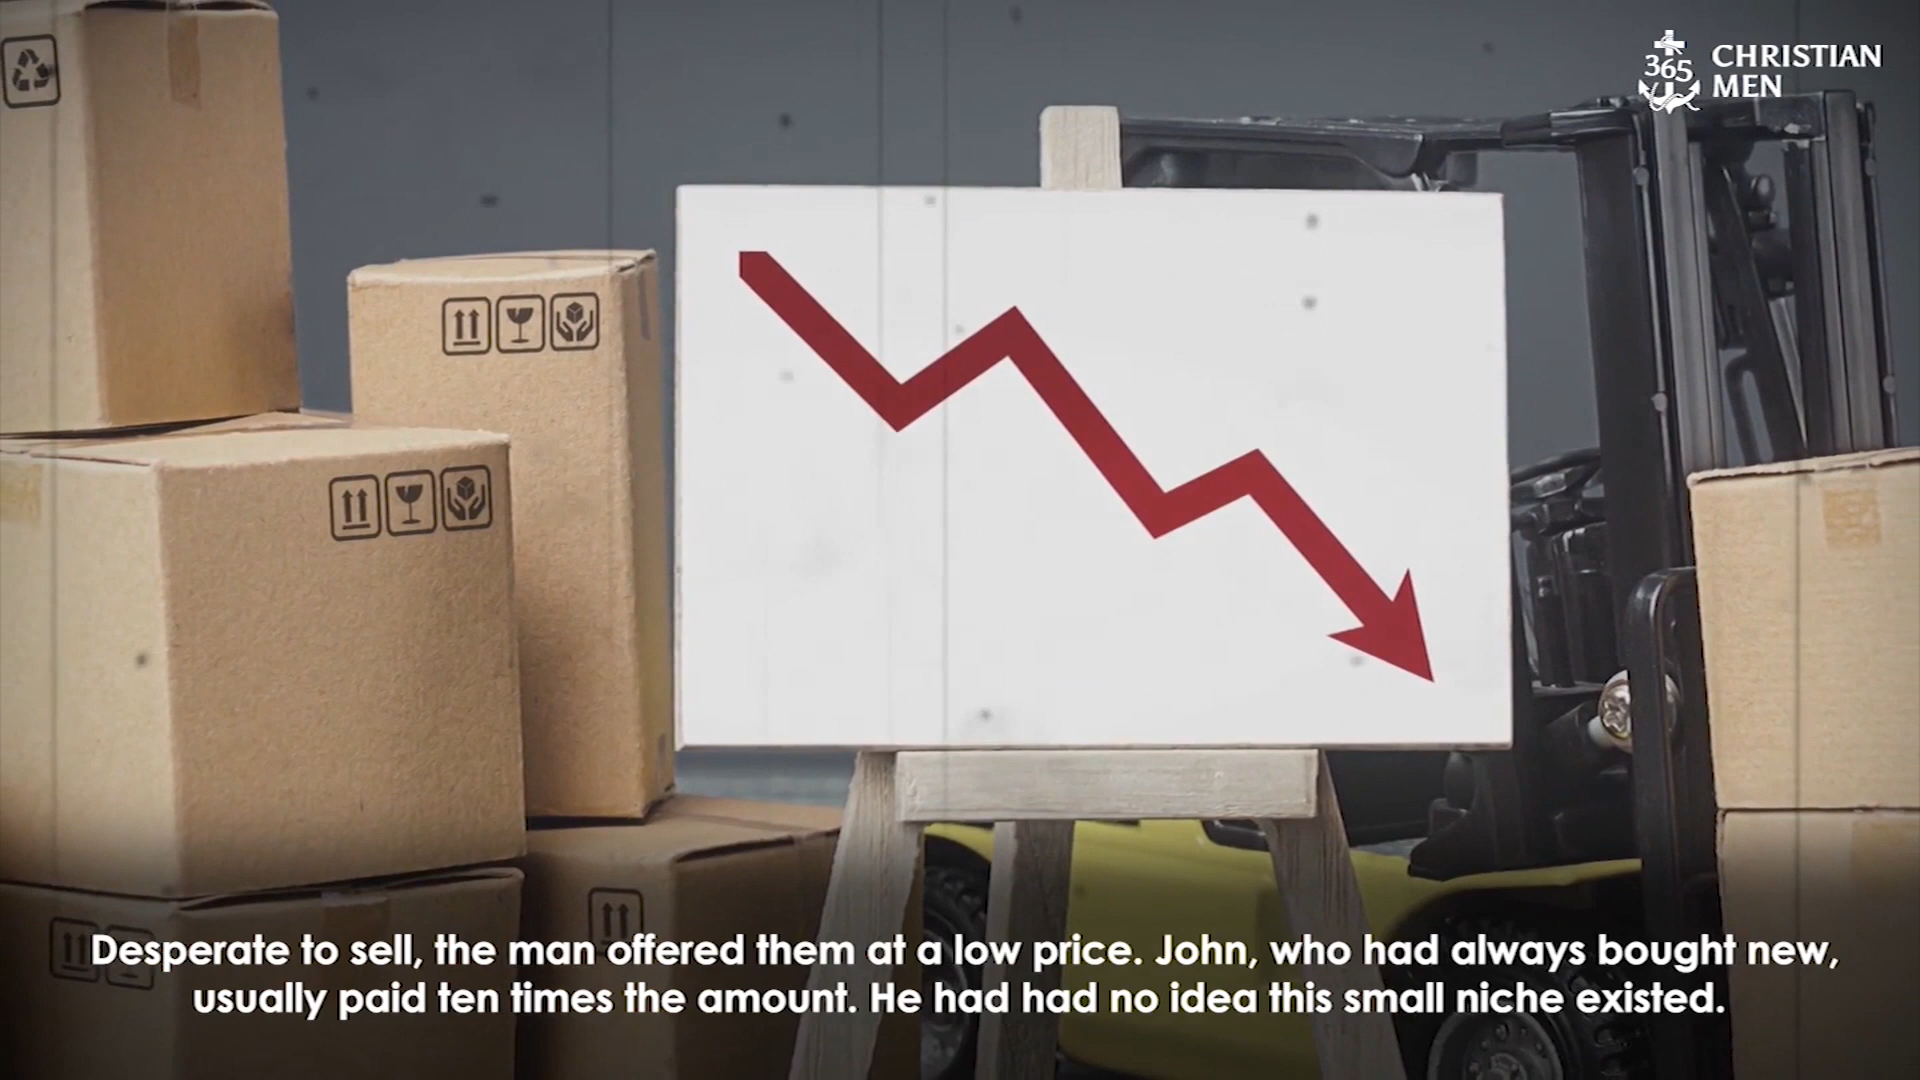 365
CHRISTIAN
MEN
Desperate to sell, the man offered them at a low price. John, who had always bought new,
usually paid ten times the amount. He had had no idea this small niche existed.